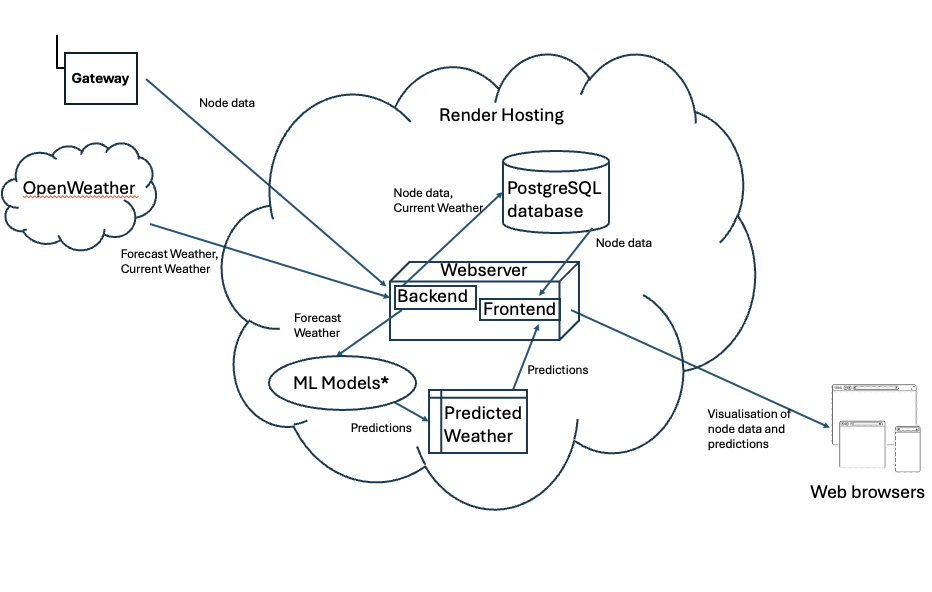 Gateway
Node data
Render Hosting
OpenWeather
PostgreSQL
database
Node data,
Current Weather
Node data
Forecast Weather,
Current Weather
Webserver
Backend
Frontend
Forecast
Weather
ML Models*
Predictions
Predictions
Predicted
Weather
Visualisation of
node data and
predictions
Web browsers